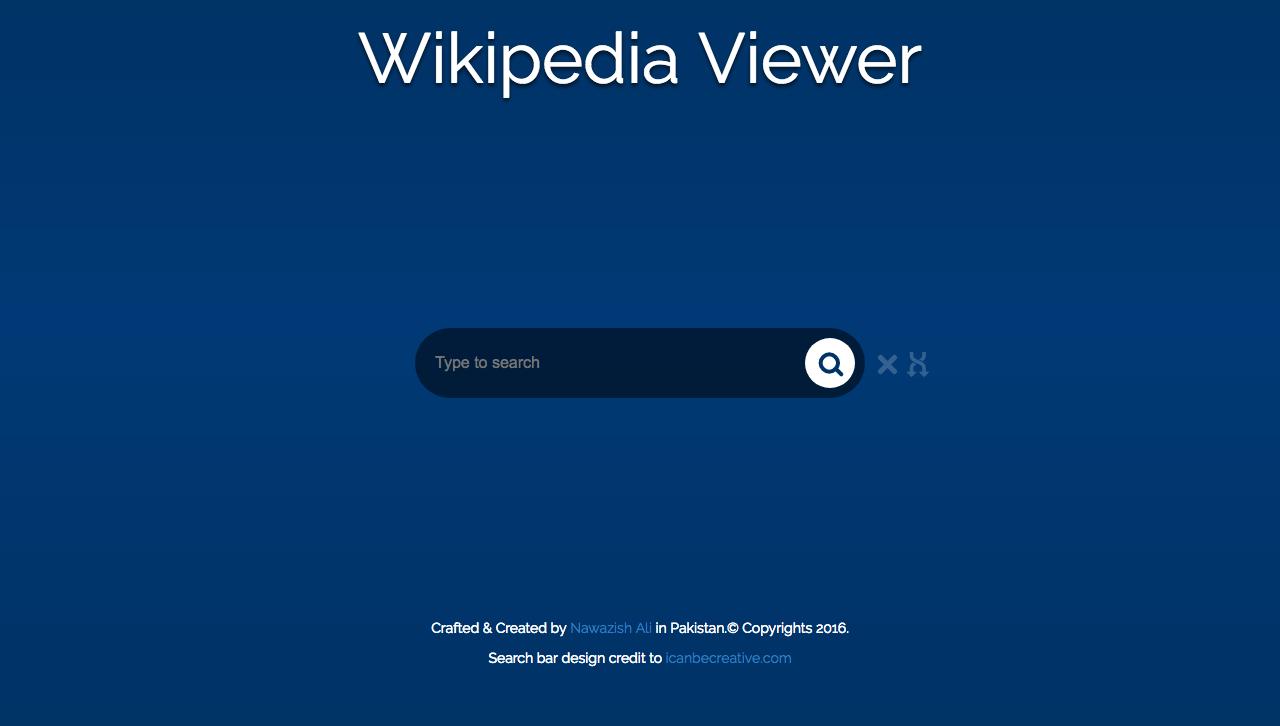 Wikipedia Viewer
Type to search
Crafted & Created by Nawazish Ali in Pakistan.© Copyrights 2016.
Search bar design credit to icanbecreative.com